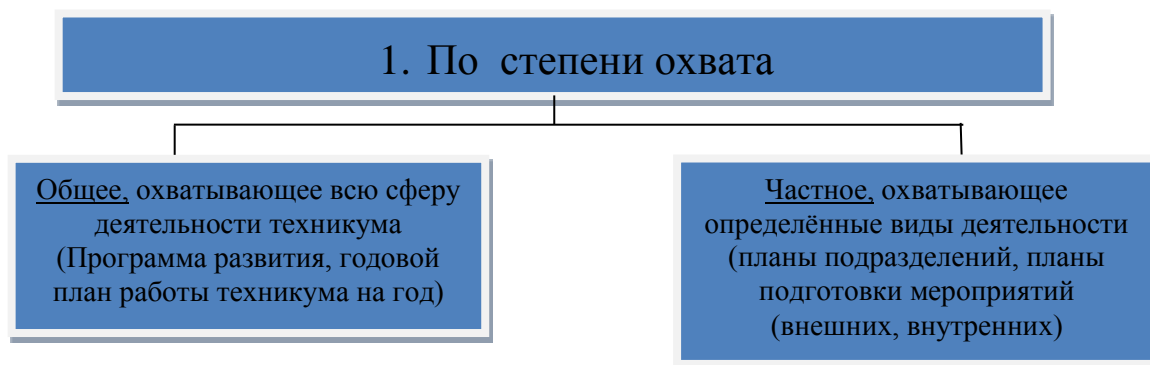 1. По степени охвата
Общее, охватывающее всю сферу
деятельности техникума
(Программа развития, годовой
план работы техникума на год)
Частное, охватывающее
определённые виды деятельности
(планы подразделений, планы
подготовки мероприятий
(внешних, внутренних)